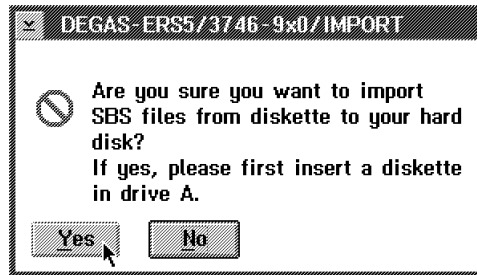 DEGAS-ERS5/3746-9x0/IMPORT
Are you sure you want to import
SBS files from diskette to your hard
disk?
If yes, please first insert a diskette
in drive A.
Yes No